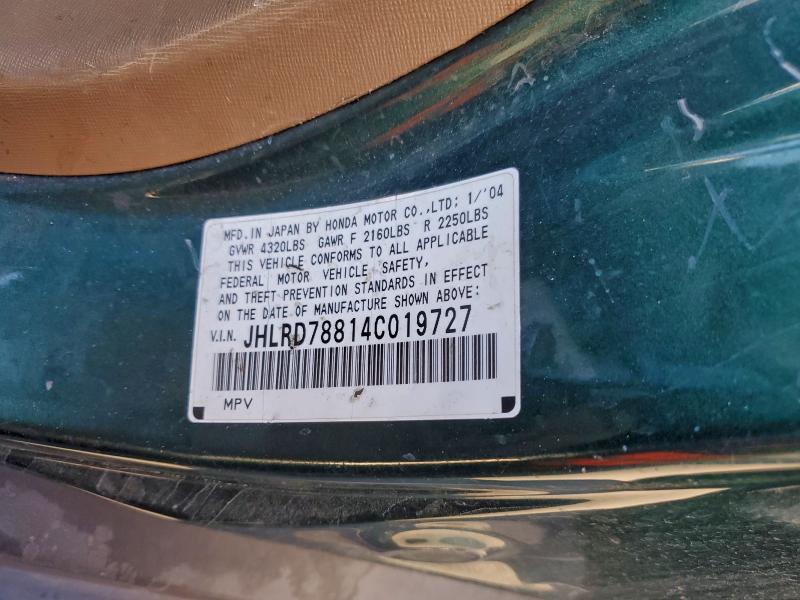 MFD. IN JAPAN BY HONDA MOTOR CO.,LTD: 1/'04
GVWR 4320LBS GAWR F 2160LBS R 2250LBS
THIS VEHICLE CONFORMS TO ALL APPLICABLE
FEDERAL MOTOR VEHICLE SAFETY,
AND THEFT PREVENTION STANDARDS IN EFFECT
ON THE DATE OF MANUFACTURE SHOWN ABOVE:
V.I.N. JHLRD78814C019727
MPV